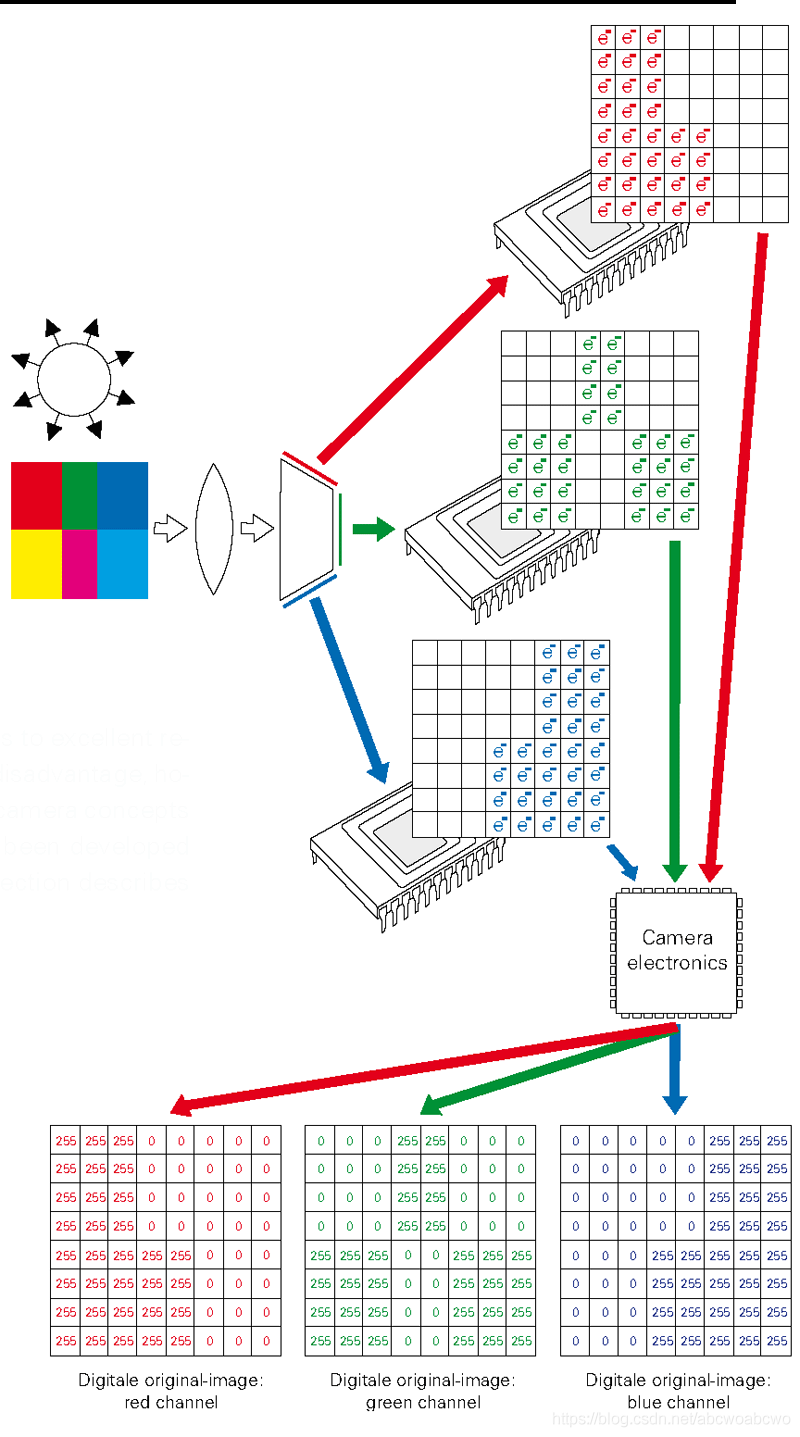 e⁻ e⁻ e⁻
e⁻ e⁻ e⁻
e⁻ e⁻ e⁻
e⁻ e⁻ e⁻
e⁻ e⁻ e⁻ e⁻ e⁻
e⁻ e⁻ e⁻ e⁻ e⁻
e⁻ e⁻ e⁻ e⁻ e⁻
e⁻ e⁻ e⁻ e⁻ e⁻
e⁻ e⁻
e⁻ e⁻
e⁻ e⁻
e⁻ e⁻
e⁻ e⁻ e⁻ e⁻ e⁻ e⁻
e⁻ e⁻ e⁻ e⁻ e⁻ e⁻
e⁻ e⁻ e⁻ e⁻ e⁻ e⁻
e⁻ e⁻ e⁻ e⁻ e⁻ e⁻
e⁻ e⁻ e⁻
e⁻ e⁻ e⁻
e⁻ e⁻ e⁻
e⁻ e⁻ e⁻
e⁻ e⁻ e⁻ e⁻ e⁻
e⁻ e⁻ e⁻ e⁻ e⁻
e⁻ e⁻ e⁻ e⁻ e⁻
e⁻ e⁻ e⁻ e⁻ e⁻
to excellent re-
concepts
been developed
describes
Camera
electronics
255 255 255 0 0 0 0 0
255 255 255 0 0 0 0 0
255 255 255 0 0 0 0 0
255 255 255 0 0 0 0 0
255 255 255 255 255 0 0 0
255 255 255 255 255 0 0 0
255 255 255 255 255 0 0 0
255 255 255 255 255 0 0 0
Digitale original-image:
red channel
0 0 0 255 255 0 0 0
0 0 0 255 255 0 0 0
0 0 0 255 255 0 0 0
0 0 0 255 255 0 0 0
255 255 255 0 0 255 255 255
255 255 255 0 0 255 255 255
255 255 255 0 0 255 255 255
255 255 255 0 0 255 255 255
Digitale original-image:
green channel
0 0 0 0 0 255 255 255
0 0 0 0 0 255 255 255
0 0 0 0 0 255 255 255
0 0 0 0 0 255 255 255
0 0 0 255 255 255 255 255
0 0 0 255 255 255 255 255
0 0 0 255 255 255 255 255
0 0 0 255 255 255 255 255
Digitale original-image:
blue channel
https://blog.csdn.net/abcwoabcwo